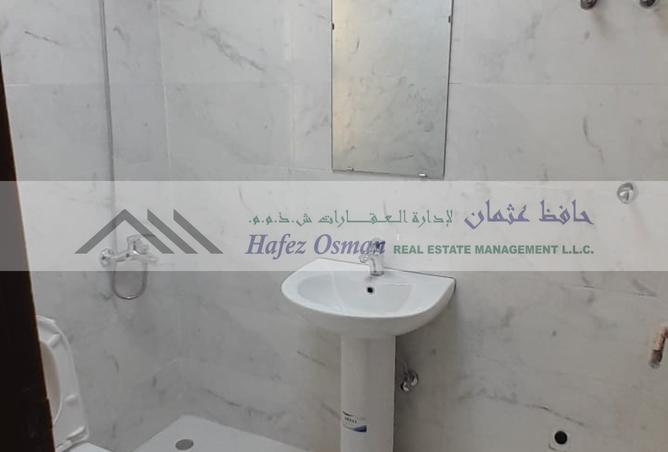 حافظ عثمان لإدارة العقارات ش.ذ.م.م.
Hafez Osman REAL ESTATE MANAGEMENT L.L.C.